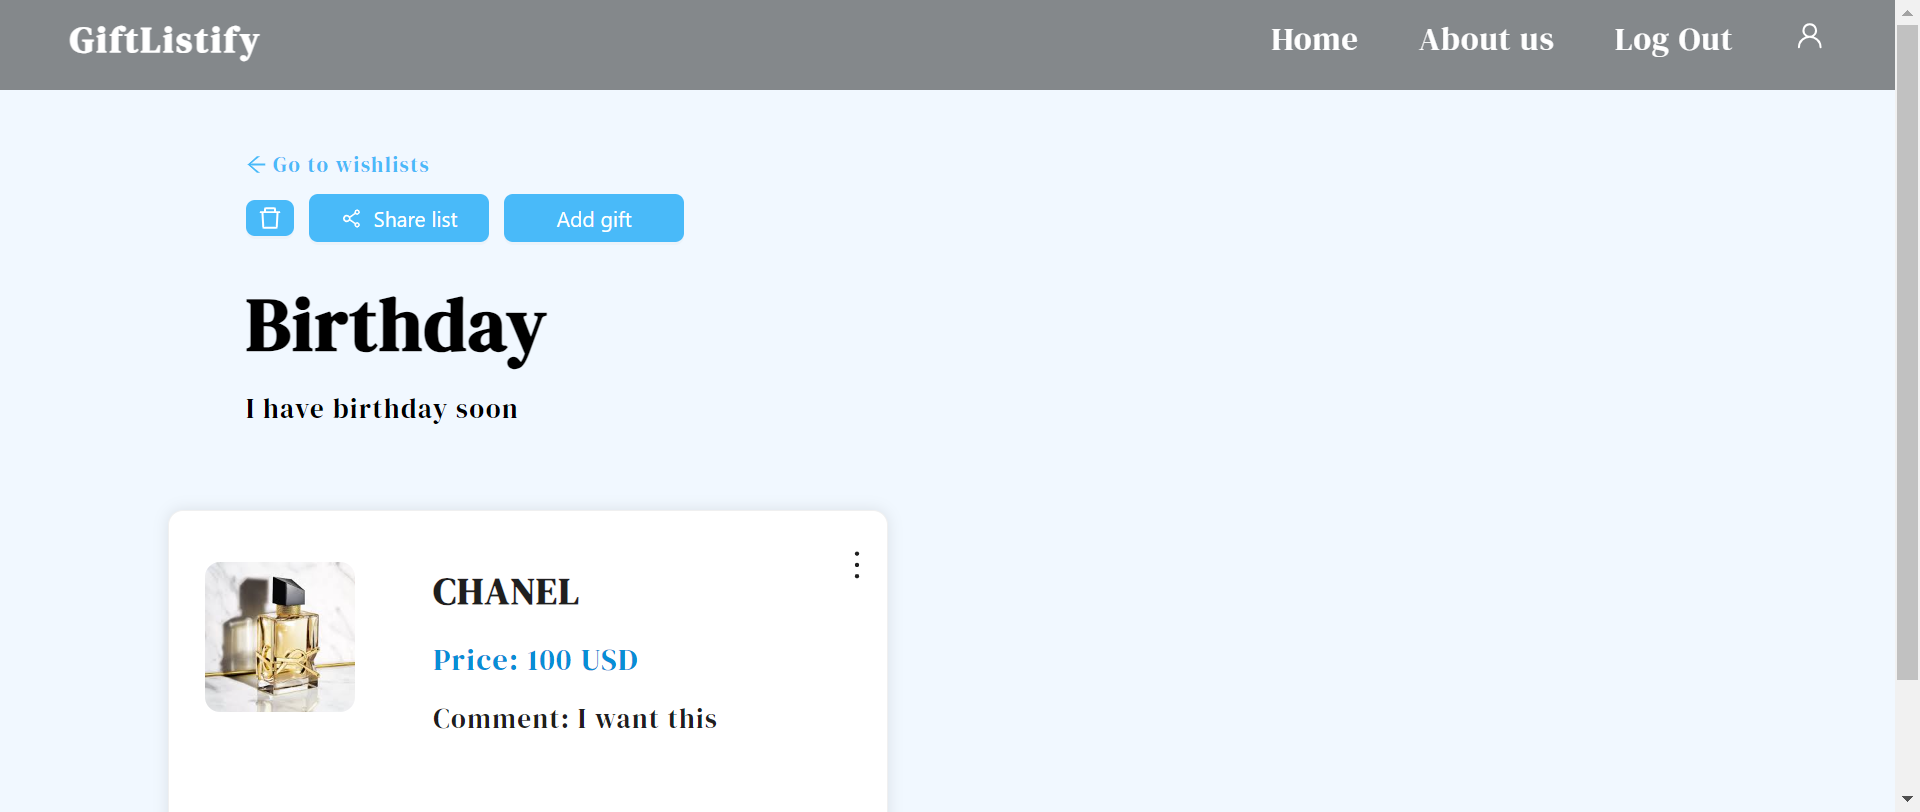 GiftListify
Home
About us
Log Out
Go to wishlists
Share list
Add gift
Birthday
I have birthday soon
CHANEL
Price: 100 USD
Comment: I want this